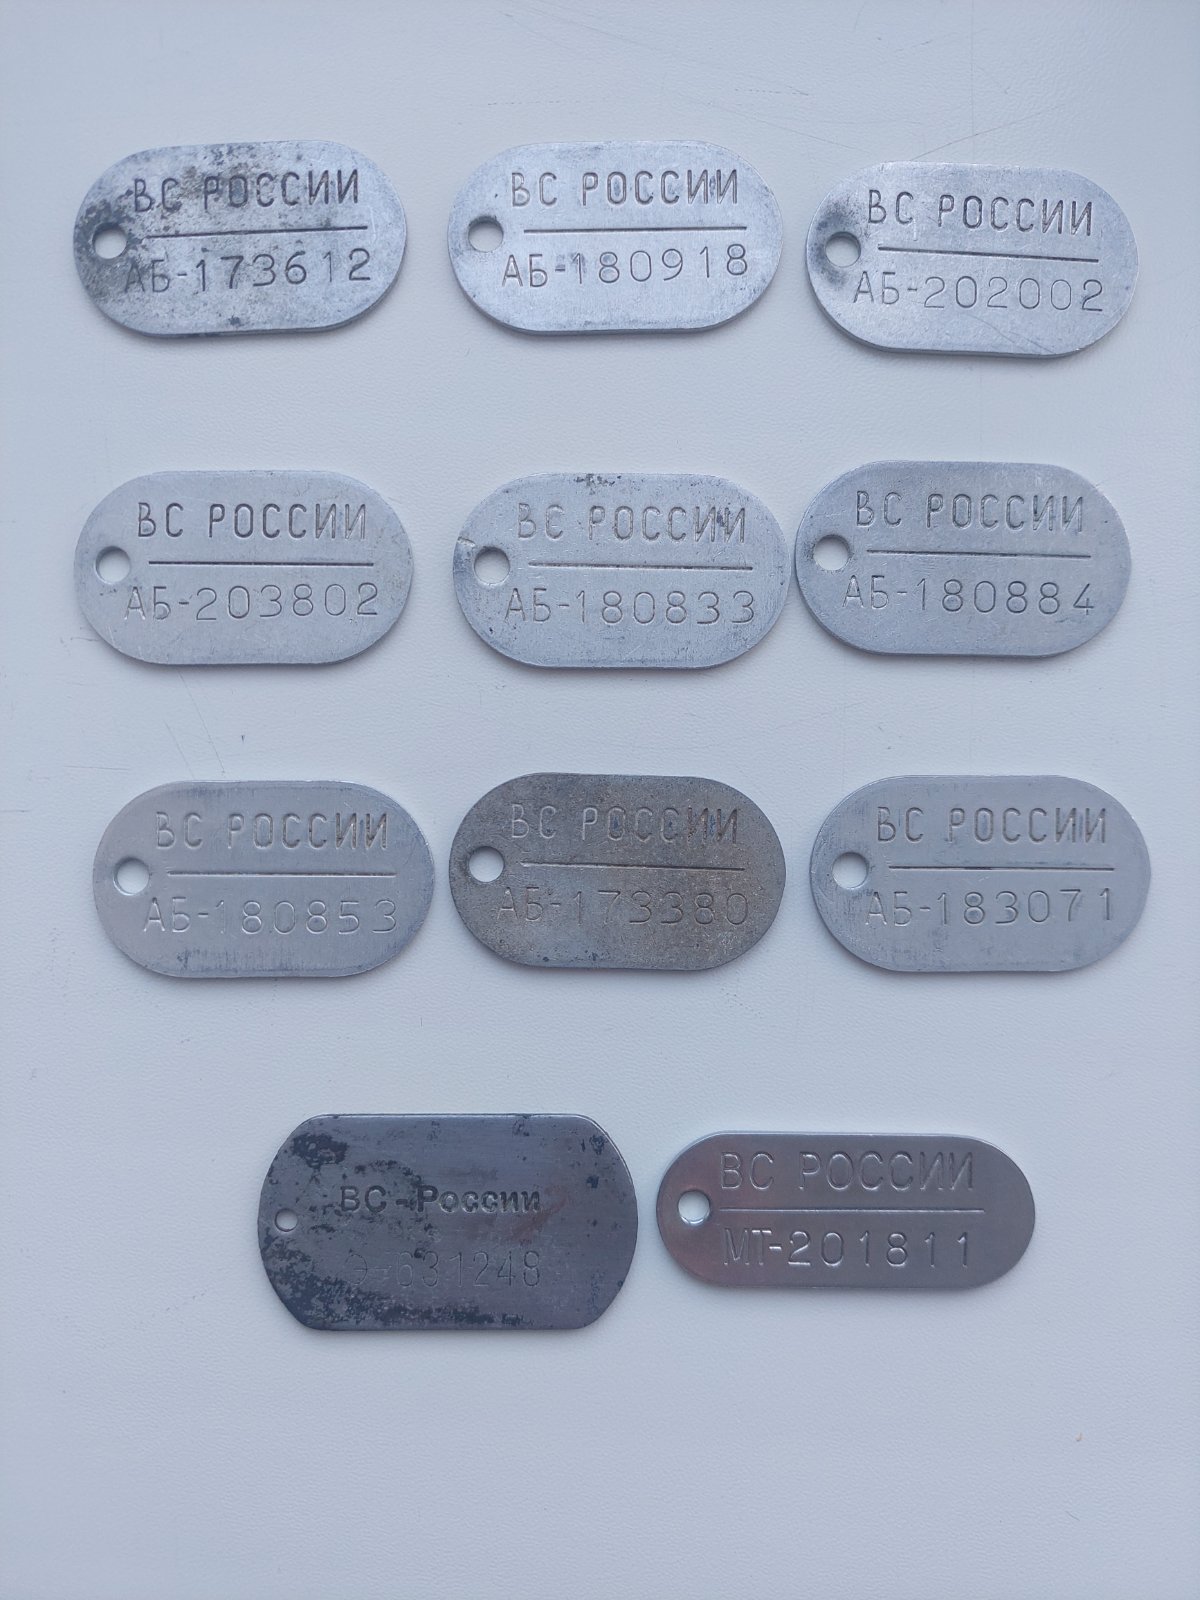 ВС РОССИИ
АБ-173612
ВС РОССИИ
АБ-180918
ВС РОССИИ
АБ-202002
ВС РОССИИ
АБ-203802
ВС РОССИИ
АБ-180833
ВС РОССИИ
АБ-180884
ВС РОССИИ
АБ-180853
ВС РОССИИ
АБ-173380
ВС РОССИИ
АБ-183071
ВС-России
Э-631248
ВС РОССИИ
МТ-201811